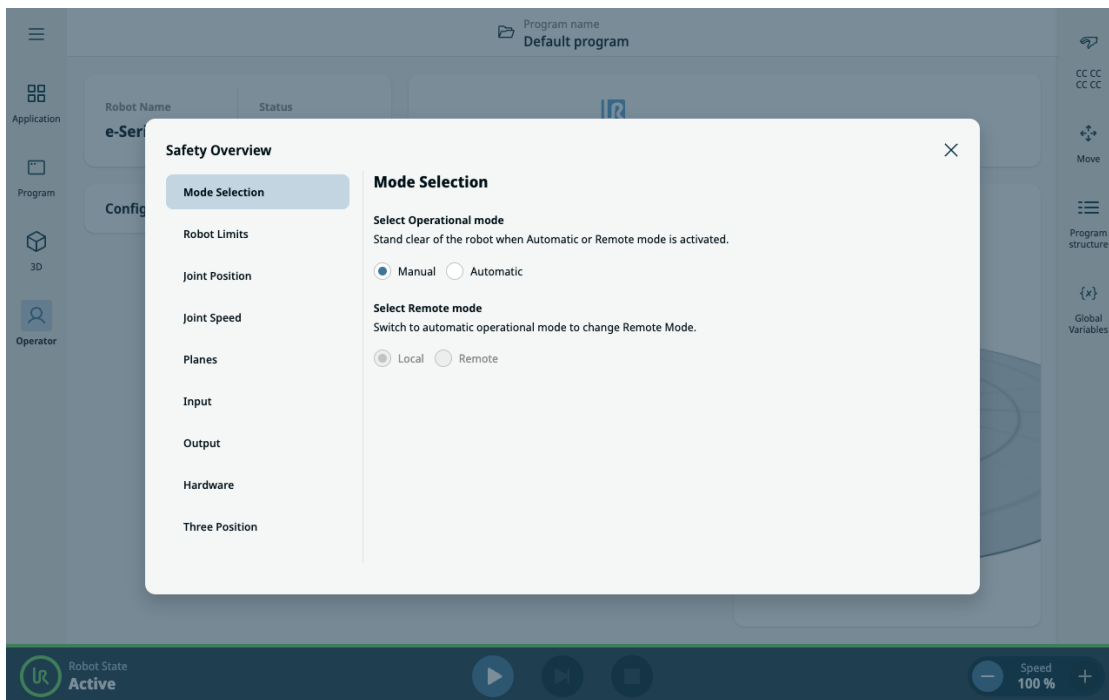 Program name
Default program
Application
Program
3D
Operator
Robot Name
Status
e-Seri
Config
Safety Overview
Mode Selection
Robot Limits
Joint Position
Joint Speed
Planes
Input
Output
Hardware
Three Position
Mode Selection
Select Operational mode
Stand clear of the robot when Automatic or Remote mode is activated.
Manual Automatic
Select Remote mode
Switch to automatic operational mode to change Remote Mode.
Local Remote
CC CC
CC CC
Move
Program
structure
{x}
Global
Variables
UR
Robot State
Active
Speed
100 %